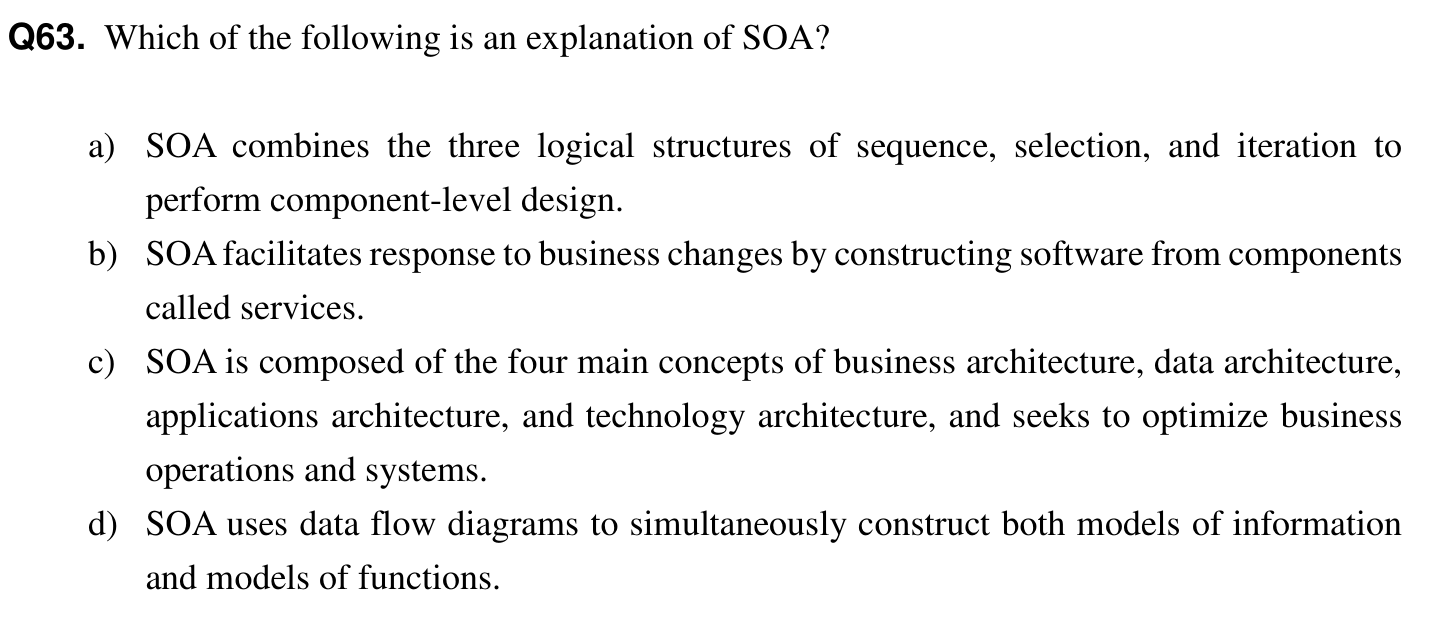 Q63. Which of the following is an explanation of SOA?
a) SOA combines the three logical structures of sequence, selection, and iteration to
perform component-level design.
b) SOA facilitates response to business changes by constructing software from components
called services.
c) SOA is composed of the four main concepts of business architecture, data architecture,
applications architecture, and technology architecture, and seeks to optimize business
operations and systems.
d) SOA uses data flow diagrams to simultaneously construct both models of information
and models of functions.